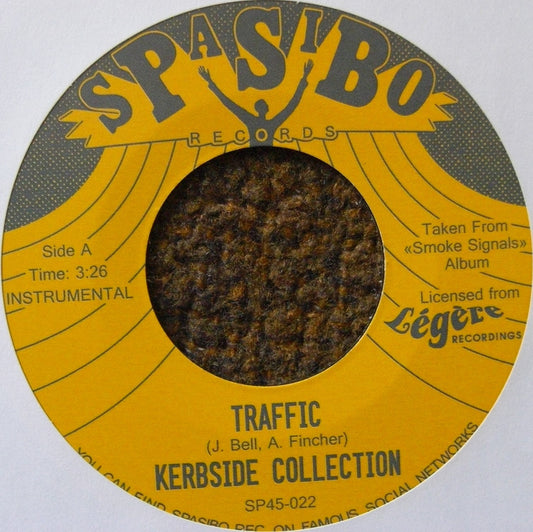 SPASIBO
RECORDS
Side A
Time: 3:26
INSTRUMENTAL
Taken From
«Smoke Signals»
Album
Licensed from
Légère
RECORDINGS
TRAFFIC
(J. Bell, A. Fincher)
KERBSIDE COLLECTION
SP45-022
YOU CAN FIND SPASIBO REC. ON FAMOUS SOCIAL NETWORKS